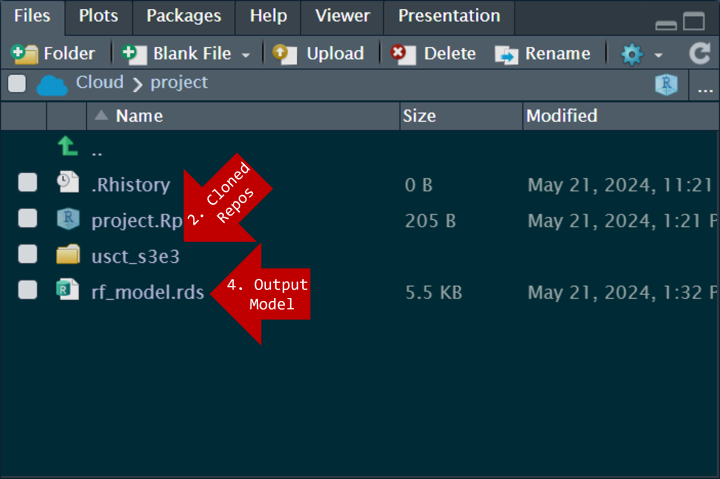 Files Plots Packages Help Viewer Presentation
Folder Blank File Upload Delete Rename
Cloud project R ...
Name Size Modified
..
.Rhistory 0 B May 21, 2024, 11:21
R project.Rp 205 B May 21, 2024, 1:21 P
usct_s3e3
rf_model.rds 5.5 KB May 21, 2024, 1:32 P
2. Cloned
Repos
4. Output
Model